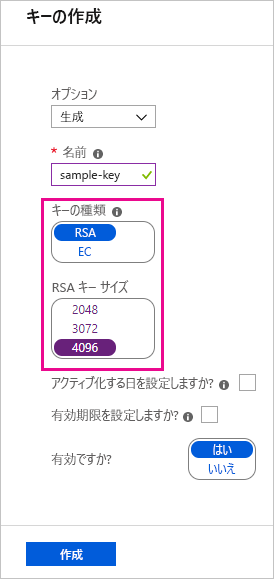 キーの作成
オプション
生成
* 名前
sample-key
キーの種類
RSA
EC
RSA キー サイズ
2048
3072
4096
アクティブ化する日を設定しますか?
有効期限を設定しますか?
有効ですか?
はい
いいえ
作成